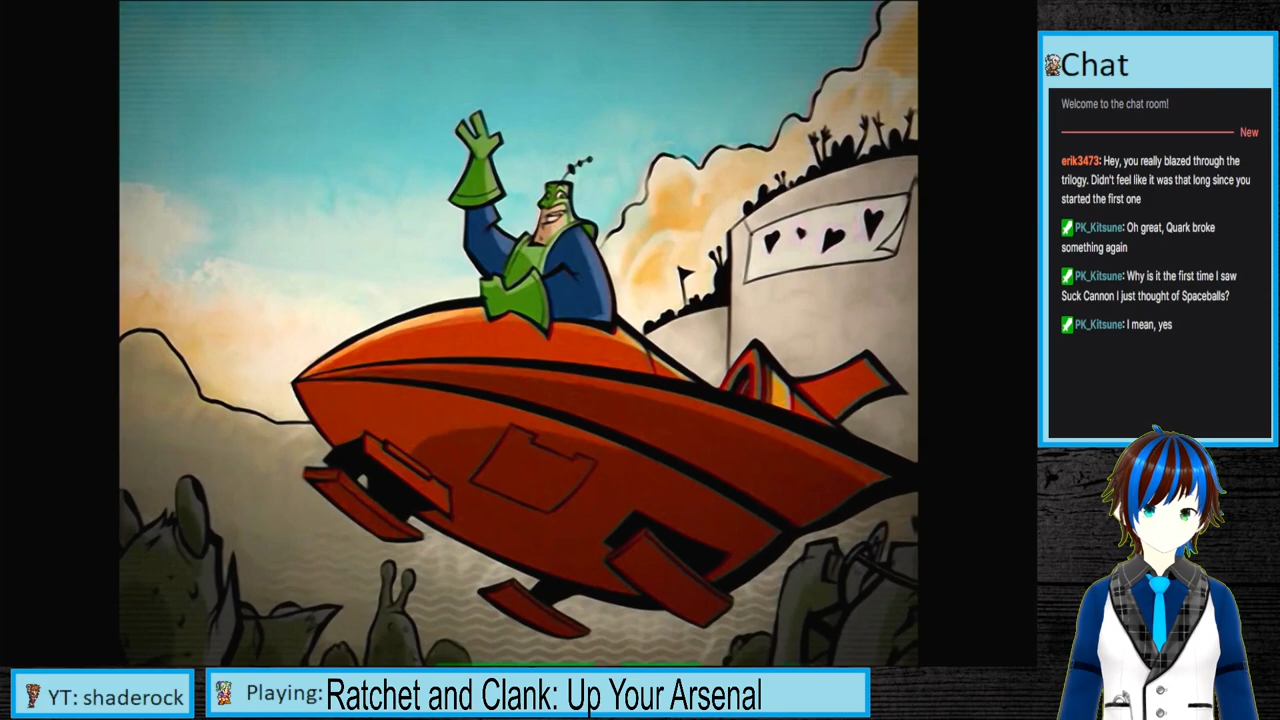 Chat
Welcome to the chat room!
New
erik3473: Hey, you really blazed through the
trilogy. Didn't feel like it was that long since you
started the first one
PK_Kitsune: Oh great, Quark broke
something again
PK_Kitsune: Why is it the first time I saw
Suck Cannon I just thought of Spaceballs?
PK_Kitsune: I mean, yes
YT: shaderock
Playing: Ratchet and Clank: Up Your Arsenal